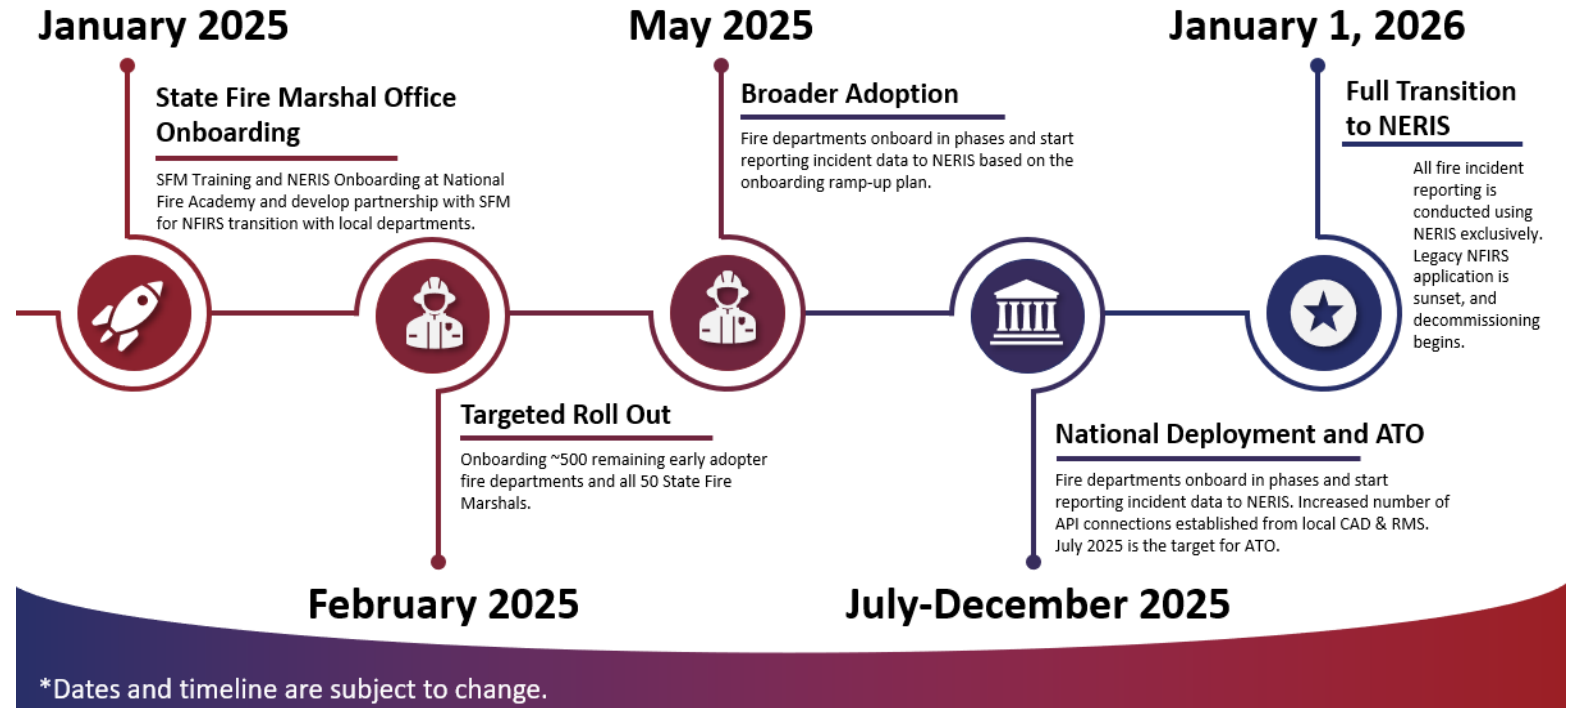 January 2025
State Fire Marshal Office
Onboarding
SFM Training and NERIS Onboarding at National
Fire Academy and develop partnership with SFM
for NFIRS transition with local departments.
Targeted Roll Out
Onboarding ~500 remaining early adopter
fire departments and all 50 State Fire
Marshals.
February 2025
May 2025
Broader Adoption
Fire departments onboard in phases and start
reporting incident data to NERIS based on the
onboarding ramp-up plan.
National Deployment and ATO
Fire departments onboard in phases and start
reporting incident data to NERIS. Increased number of
API connections established from local CAD & RMS.
July 2025 is the target for ATO.
July-December 2025
January 1, 2026
Full Transition
to NERIS
All fire incident
reporting is
conducted using
NERIS exclusively.
Legacy NFIRS
application is
sunset, and
decommissioning
begins.
*Dates and timeline are subject to change.